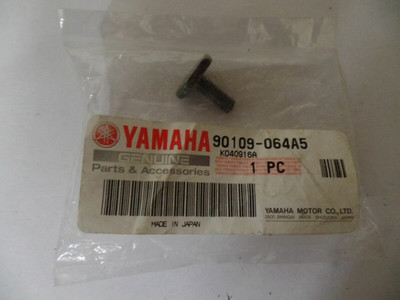 YAMAHA 90109-064A5
GENUINE K040916A
Parts & Accessories 1 PC
YAMAHA MOTOR CO., LTD.
MADE IN JAPAN